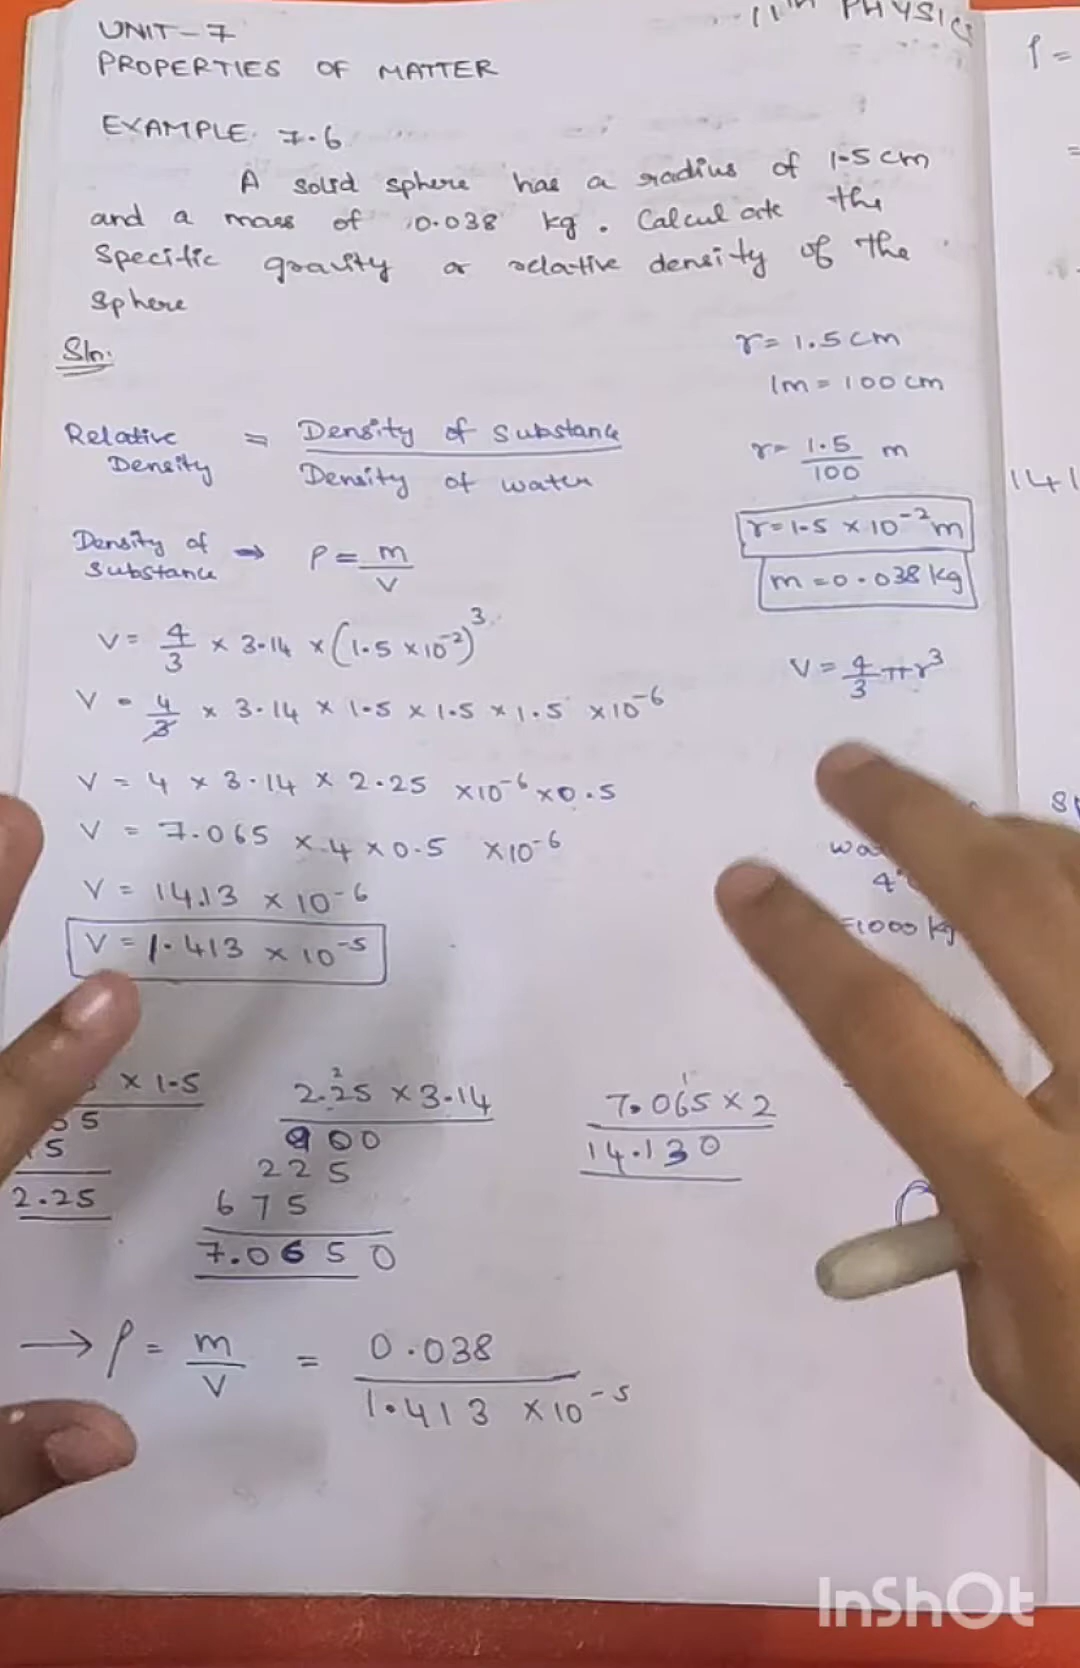 11th PHYSICS
UNIT-7
PROPERTIES OF MATTER
EXAMPLE 7.6
A solid sphere has a radius of 1.5 cm
and a mass of 0.038 kg. Calculate the
Specific gravity or relative density of the
sphere
Sln:
r = 1.5 cm
1m = 100 cm
Relative Density = Density of Substance / Density of water
r = 1.5/100 m
r = 1.5 × 10⁻² m
m = 0.038 kg
Density of Substance → ρ = m/V
V = 4/3 × 3.14 × (1.5 × 10⁻²)³
V = 4/3 πr³
V = 4/3 × 3.14 × 1.5 × 1.5 × 1.5 × 10⁻⁶
V = 4 × 3.14 × 2.25 × 10⁻⁶ × 0.5
V = 7.065 × 4 × 0.5 × 10⁻⁶
V = 14.13 × 10⁻⁶
V = 1.413 × 10⁻⁵
=1000 kg
× 1.5
5
2.25
2.25 × 3.14
900
225
675
7.0650
7.065 × 2
14.130
→ ρ = m/V = 0.038 / 1.413 × 10⁻⁵
ρ =
=
141
InShOt